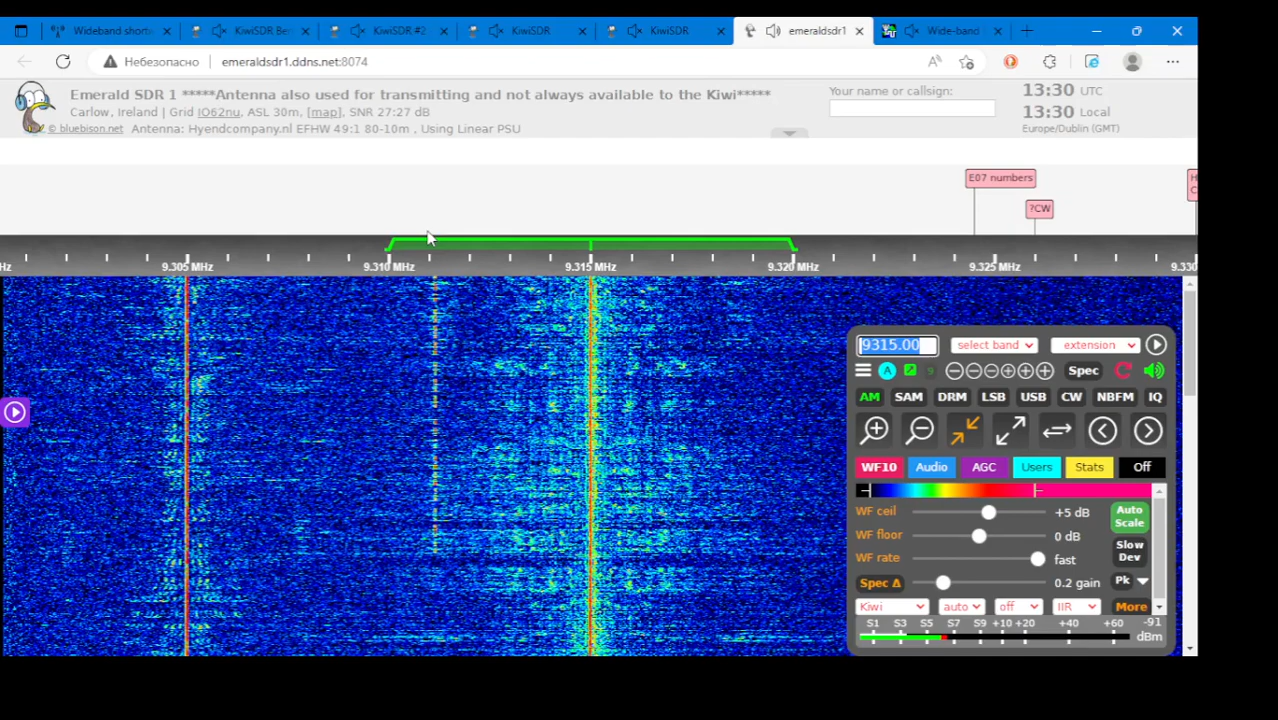 Wideband short
KiwiSDR Be
KiwiSDR #2
KiwiSDR
KiwiSDR
emeraldsdr1
Wide-band
Небезопасно
emeraldsdr1.ddns.net:8074
Emerald SDR 1 *****Antenna also used for transmitting and not always available to the Kiwi*****
Carlow, Ireland | Grid IO62nu, ASL 30m, [map], SNR 27:27 dB
© bluebison.net
Antenna: Hyendcompany.nl EFHW 49:1 80-10m , Using Linear PSU
Your name or callsign:
13:30 UTC
13:30 Local
Europe/Dublin (GMT)
E07 numbers
?CW
H
C
Hz
9.305 MHz
9.310 MHz
9.315 MHz
9.320 MHz
9.325 MHz
9.330
9315.00
select band
extension
A
9
Spec
AM SAM DRM LSB USB CW NBFM IQ
WF10 Audio AGC Users Stats Off
WF ceil +5 dB
Auto Scale
WF floor 0 dB
WF rate fast
Slow Dev
Spec Δ 0.2 gain
Pk
Kiwi auto off IIR More
S1 S3 S5 S7 S9 +10 +20 +40 +60 -91
dBm